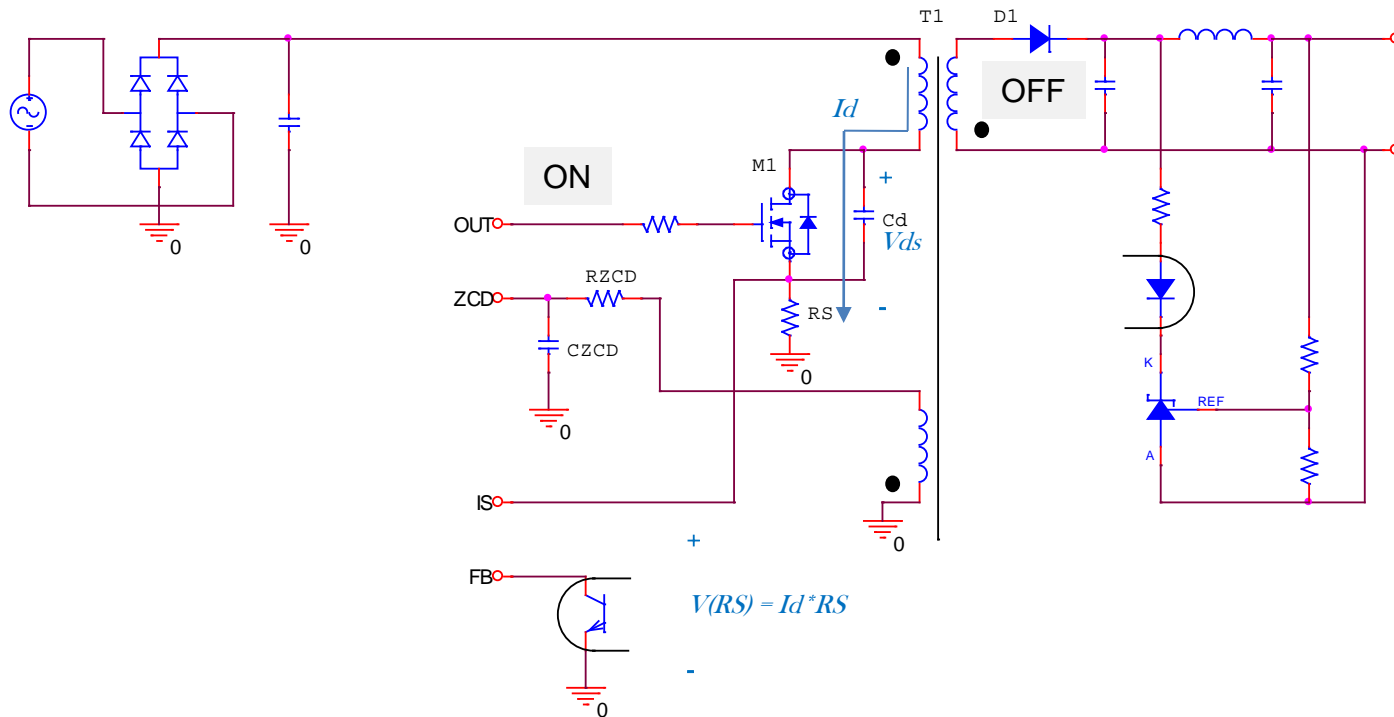 T1
D1
OFF
Id
+
-
ON
M1
+
Cd
Vds
-
OUT
0
0
RZCD
ZCD
RS
CZCD
0
0
K
REF
A
IS
0
+
FB
V(RS) = Id*RS
-
0